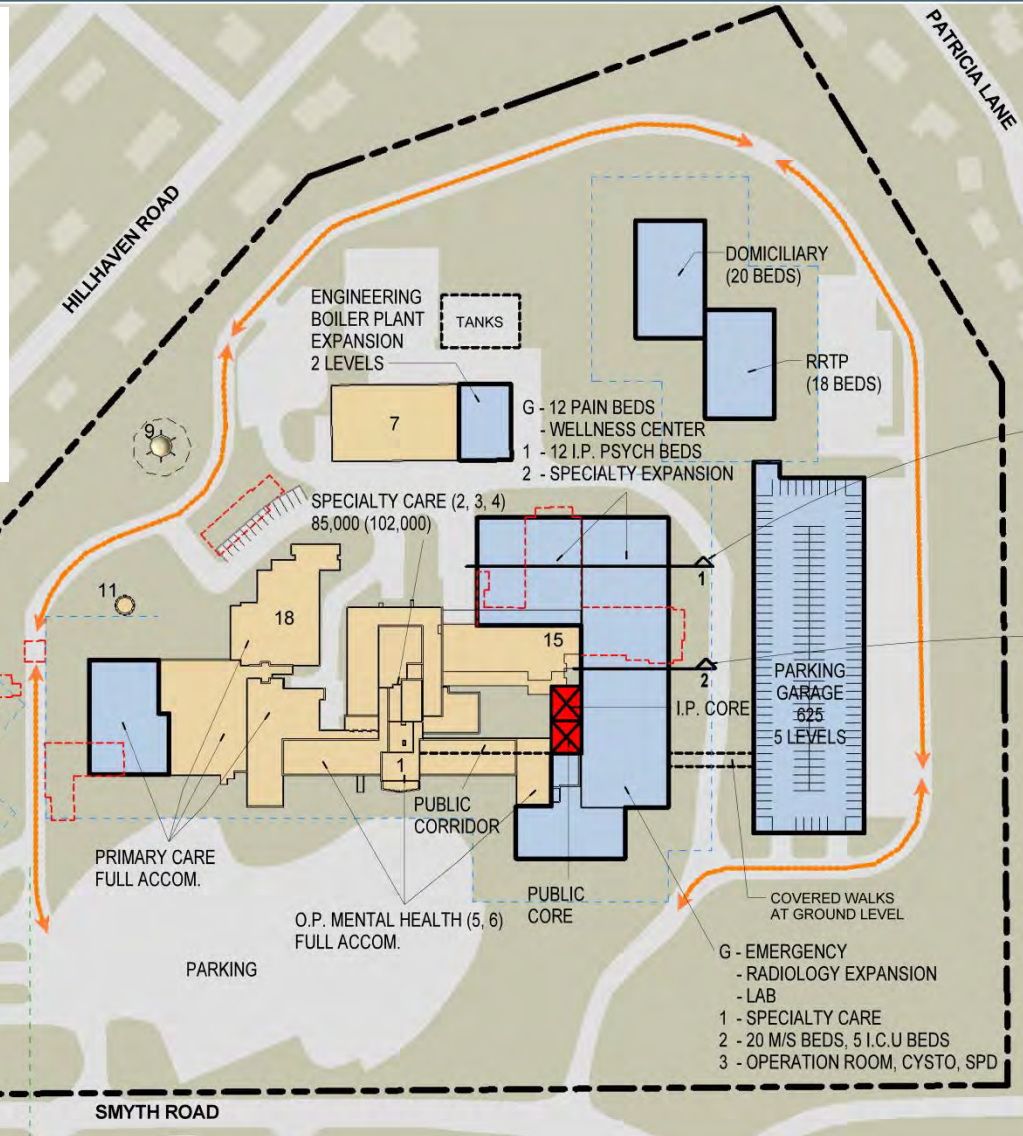 PATRICIA LANE
HILLHAVEN ROAD
DOMICILIARY
(20 BEDS)
ENGINEERING
BOILER PLANT
EXPANSION
2 LEVELS
TANKS
RRTP
(18 BEDS)
7
G - 12 PAIN BEDS
- WELLNESS CENTER
1 - 12 I.P. PSYCH BEDS
2 - SPECIALTY EXPANSION
9
SPECIALTY CARE (2, 3, 4)
85,000 (102,000)
1
11
18
15
2
PARKING
GARAGE
625
5 LEVELS
I.P. CORE
1
PUBLIC
CORRIDOR
PRIMARY CARE
FULL ACCOM.
PUBLIC
CORE
COVERED WALKS
AT GROUND LEVEL
O.P. MENTAL HEALTH (5, 6)
FULL ACCOM.
PARKING
G - EMERGENCY
- RADIOLOGY EXPANSION
- LAB
1 - SPECIALTY CARE
2 - 20 M/S BEDS, 5 I.C.U BEDS
3 - OPERATION ROOM, CYSTO, SPD
SMYTH ROAD